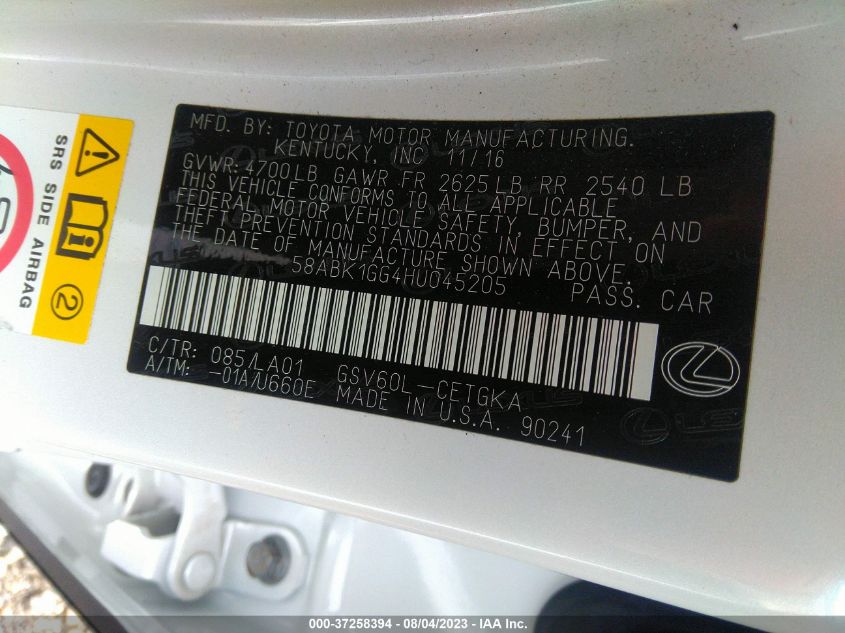 MFD. BY: TOYOTA MOTOR MANUFACTURING.
KENTUCKY, INC 11/16
GVWR: 4700LB GAWR FR 2625 LB RR 2540 LB
THIS VEHICLE CONFORMS TO ALL APPLICABLE
FEDERAL MOTOR VEHICLE SAFETY, BUMPER, AND
THEFT PREVENTION STANDARDS IN EFFECT ON
THE DATE OF MANUFACTURE SHOWN ABOVE.
58ABK1GG4HU045205 PASS. CAR
C/TR: 085/LA01 GSV60L-CETGKA
A/TM: -01A/U660E MADE IN U.S.A. 90241
SRS SIDE AIRBAG
2
000-37258394 - 08/04/2023 - IAA Inc.